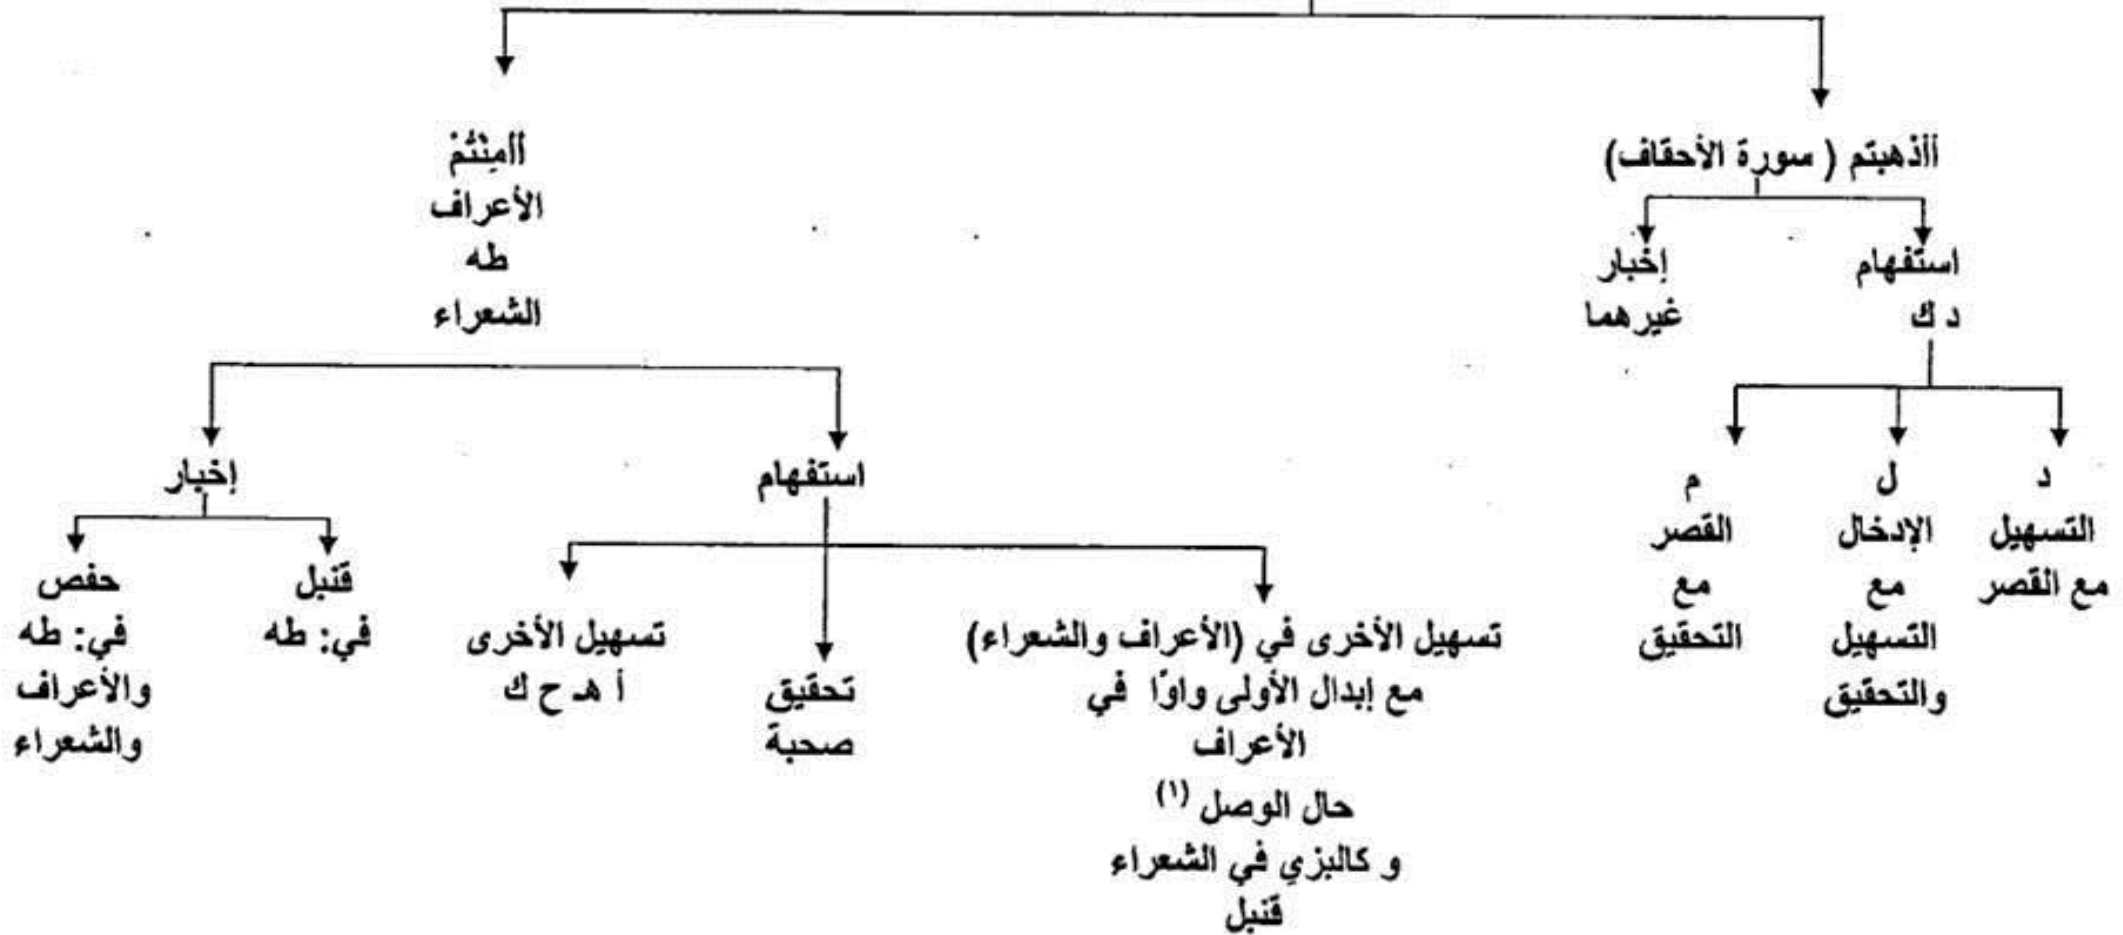 أأذهبتم ( سورة الأحقاف)
استفهام
د ك
إخبار
غيرهما
د
التسهيل
مع القصر
ل
الإدخال
مع
التسهيل
والتحقيق
م
القصر
مع
التحقيق
أأمِنْتُمْ
الأعراف
طه
الشعراء
استفهام
تسهيل الأخرى في (الأعراف والشعراء)
مع إبدال الأولى واوًا في
الأعراف
حال الوصل (١)
و كالبزي في الشعراء
قنبل
تحقيق
صحبة
تسهيل الأخرى
أ هـ ح ك
إخبار
قنبل
في: طه
حفص
في: طه
والأعراف
والشعراء